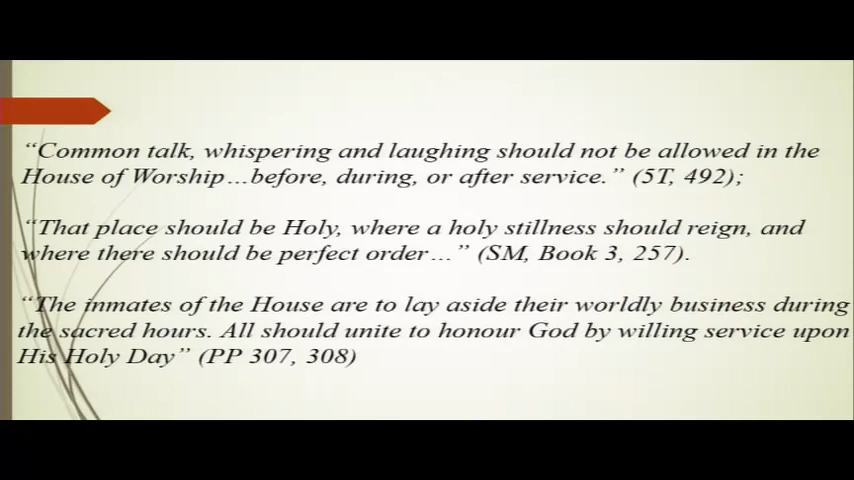 “Common talk, whispering and laughing should not be allowed in the
House of Worship…before, during, or after service.” (5T, 492);
“That place should be Holy, where a holy stillness should reign, and
where there should be perfect order…” (SM, Book 3, 257).
“The inmates of the House are to lay aside their worldly business during
the sacred hours. All should unite to honour God by willing service upon
His Holy Day” (PP 307, 308)